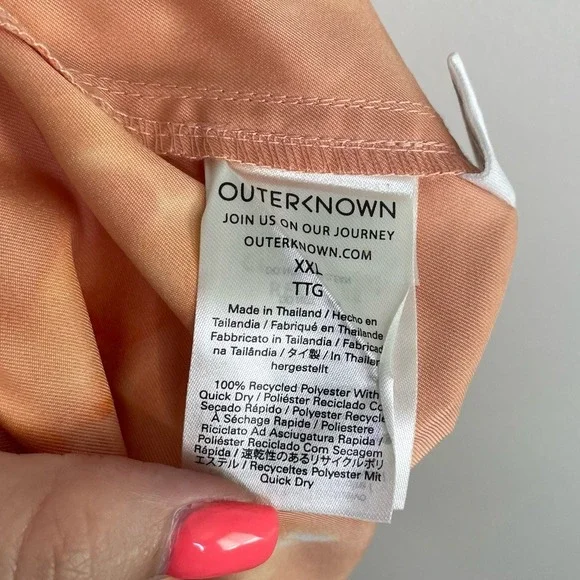 OUTERKNOWN
JOIN US ON OUR JOURNEY
OUTERKNOWN.COM
XXL
TTG
Made in Thailand / Hecho en
Tailandia / Fabriqué en Thaïlande
Fabbricato in Tailandia / Fabricad
na Tailândia / タイ製 / In Thailan
hergestellt
100% Recycled Polyester With
Quick Dry / Poliéster Reciclado Co
Secado Rápido / Polyester Recyclé
À Séchage Rapide / Poliestere
Riciclato Ad Asciugatura Rapida /
Poliéster Reciclado Com Secagem
Rápida / 速乾性のあるリサイクルポリ
エステル / Recyceltes Polyester Mit
Quick Dry